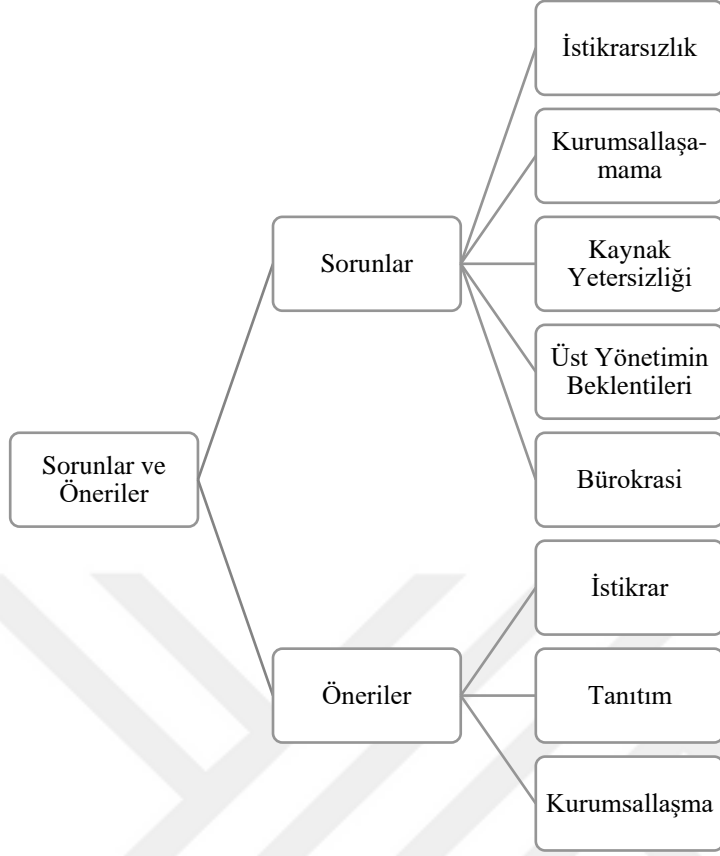 Sorunlar ve
Öneriler
Sorunlar
İstikrarsızlık
Kurumsallaşa-
mama
Kaynak
Yetersizliği
Üst Yönetimin
Beklentileri
Bürokrasi
Öneriler
İstikrar
Tanıtım
Kurumsallaşma